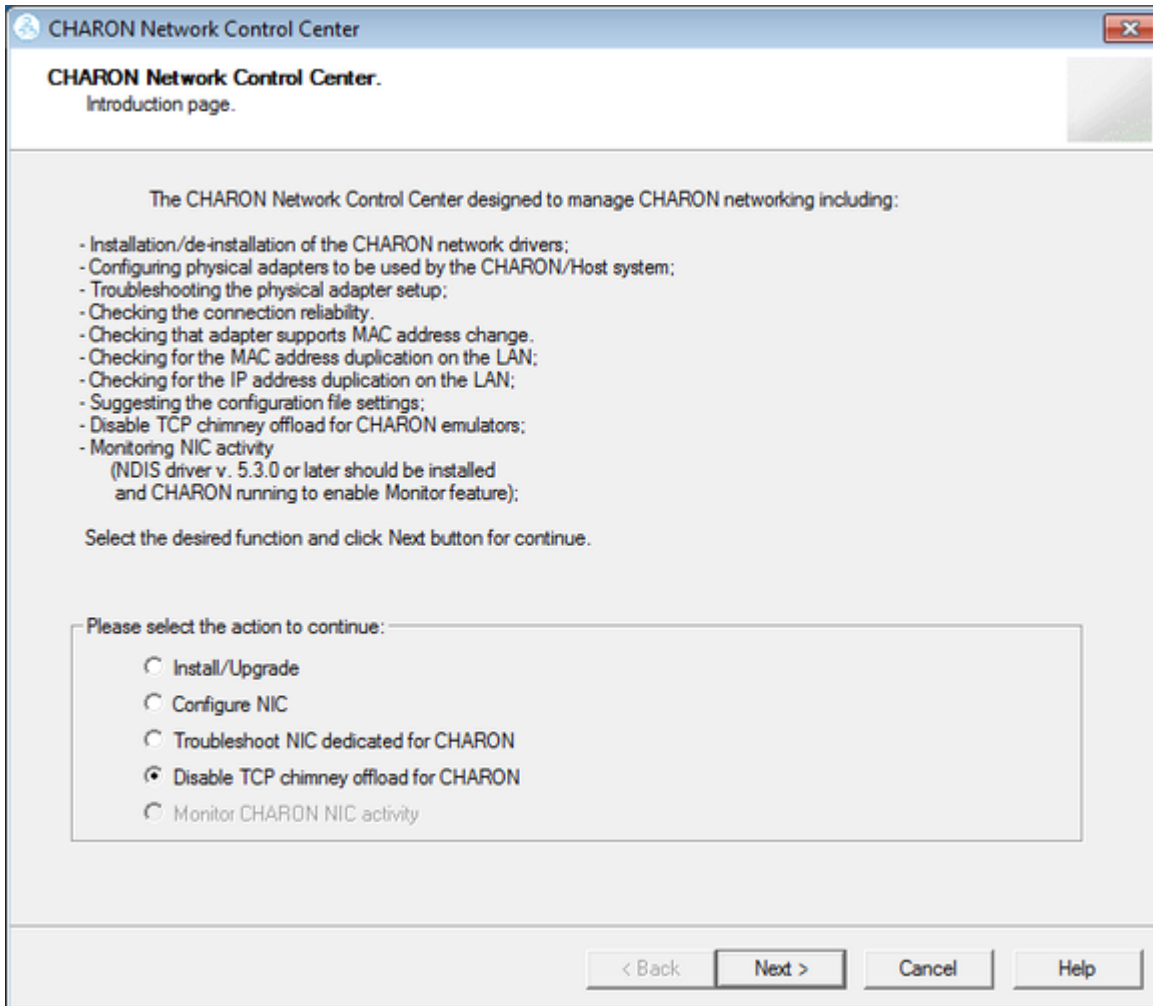 CHARON Network Control Center
CHARON Network Control Center.
Introduction page.
The CHARON Network Control Center designed to manage CHARON networking including:
- Installation/de-installation of the CHARON network drivers;
- Configuring physical adapters to be used by the CHARON/Host system;
- Troubleshooting the physical adapter setup;
- Checking the connection reliability.
- Checking that adapter supports MAC address change.
- Checking for the MAC address duplication on the LAN;
- Checking for the IP address duplication on the LAN;
- Suggesting the configuration file settings;
- Disable TCP chimney offload for CHARON emulators;
- Monitoring NIC activity
(NDIS driver v. 5.3.0 or later should be installed
and CHARON running to enable Monitor feature);
Select the desired function and click Next button for continue.
Please select the action to continue:
Install/Upgrade
Configure NIC
Troubleshoot NIC dedicated for CHARON
Disable TCP chimney offload for CHARON
Monitor CHARON NIC activity
< Back Next > Cancel Help